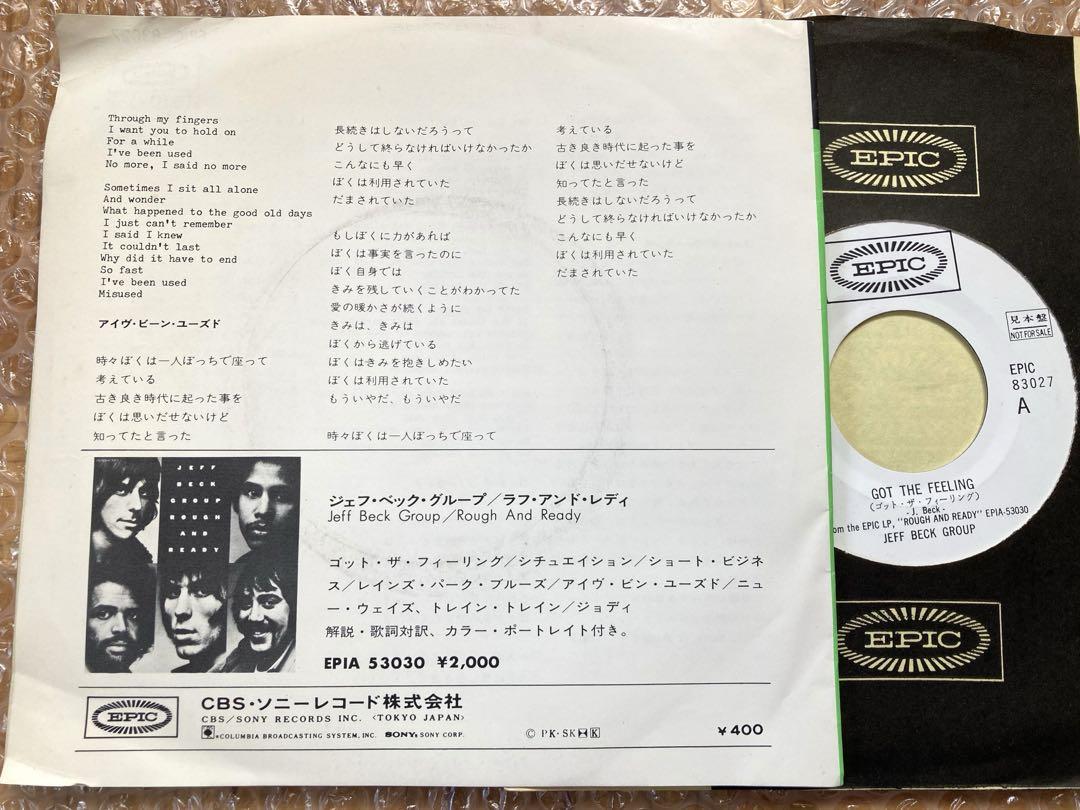 Through my fingers
I want you to hold on
For a while
I've been used
No more, I said no more
Sometimes I sit all alone
And wonder
What happened to the good old days
I just can't remember
I said I knew
It couldn't last
Why did it have to end
So fast
I've been used
Misused
アイヴ・ビーン・ユーズド
時々ぼくは一人ぼっちで座って
考えている
古き良き時代に起った事を
ぼくは思いだせないけど
知ってたと言った
長続きはしないだろうって
どうして終らなければいけなかったか
こんなにも早く
ぼくは利用されていた
だまされていた
もしぼくに力があれば
ぼくは事実を言ったのに
ぼく自身では
きみを残していくことがわかってた
愛の暖かさが続くように
きみは、きみは
ぼくから逃げている
ぼくはきみを抱きしめたい
ぼくは利用されていた
もういやだ、もういやだ
時々ぼくは一人ぼっちで座って
考えている
古き良き時代に起った事を
ぼくは思いだせないけど
知ってたと言った
長続きはしないだろうって
どうして終らなければいけなかったか
こんなにも早く
ぼくは利用されていた
だまされていた
JEFF
BECK
GROUP
ROUGH
AND
READY
ジェフ・ベック・グループ／ラフ・アンド・レディ
Jeff Beck Group／Rough And Ready
ゴット・ザ・フィーリング／シチュエイション／ショート・ビジネ
ス／レインズ・パーク・ブルーズ／アイヴ・ビン・ユーズド／ニュ
ー・ウェイズ、トレイン・トレイン／ジョディ
解説・歌詞対訳、カラー・ポートレイト付き。
EPIA 53030 ¥2,000
EPIC
CBS・ソニーレコード株式会社
CBS／SONY RECORDS INC. 〈TOKYO JAPAN〉
COLUMBIA BROADCASTING SYSTEM, INC. SONY: SONY CORP.
© PK・SK K
¥400
EPIC
EPIC
見本盤
NOT FOR SALE
EPIC
83027
A
GOT THE FEELING
(ゴット・ザ・フィーリング)
- J. Beck -
om the EPIC LP, "ROUGH AND READY" EPIA-53030
JEFF BECK GROUP
EPIC